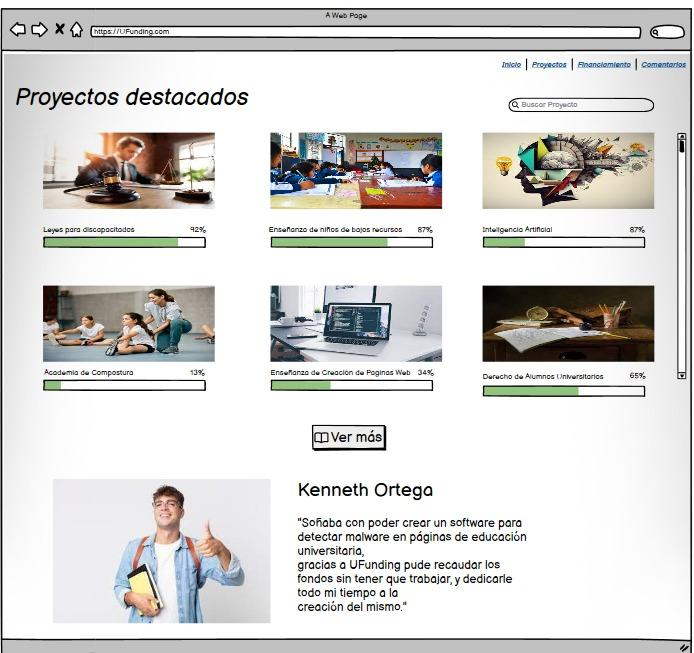 A Web Page
https://UFunding.com
Inicio | Proyectos | Financiamiento | Comentarios
Proyectos destacados
Buscar Proyecto
Leyes para discapacitados 92%
Enseñanza de niños de bajos recursos 87%
Inteligencia Artificial 87%
Academia de Compostura 13%
Enseñanza de Creación de Paginas Web 34%
Derecho de Alumnos Universitarios 65%
Ver más
Kenneth Ortega
"Soñaba con poder crear un software para
detectar malware en páginas de educación
universitaria,
gracias a UFunding pude recaudar los
fondos sin tener que trabajar, y dedicarle
todo mi tiempo a la
creación del mismo."